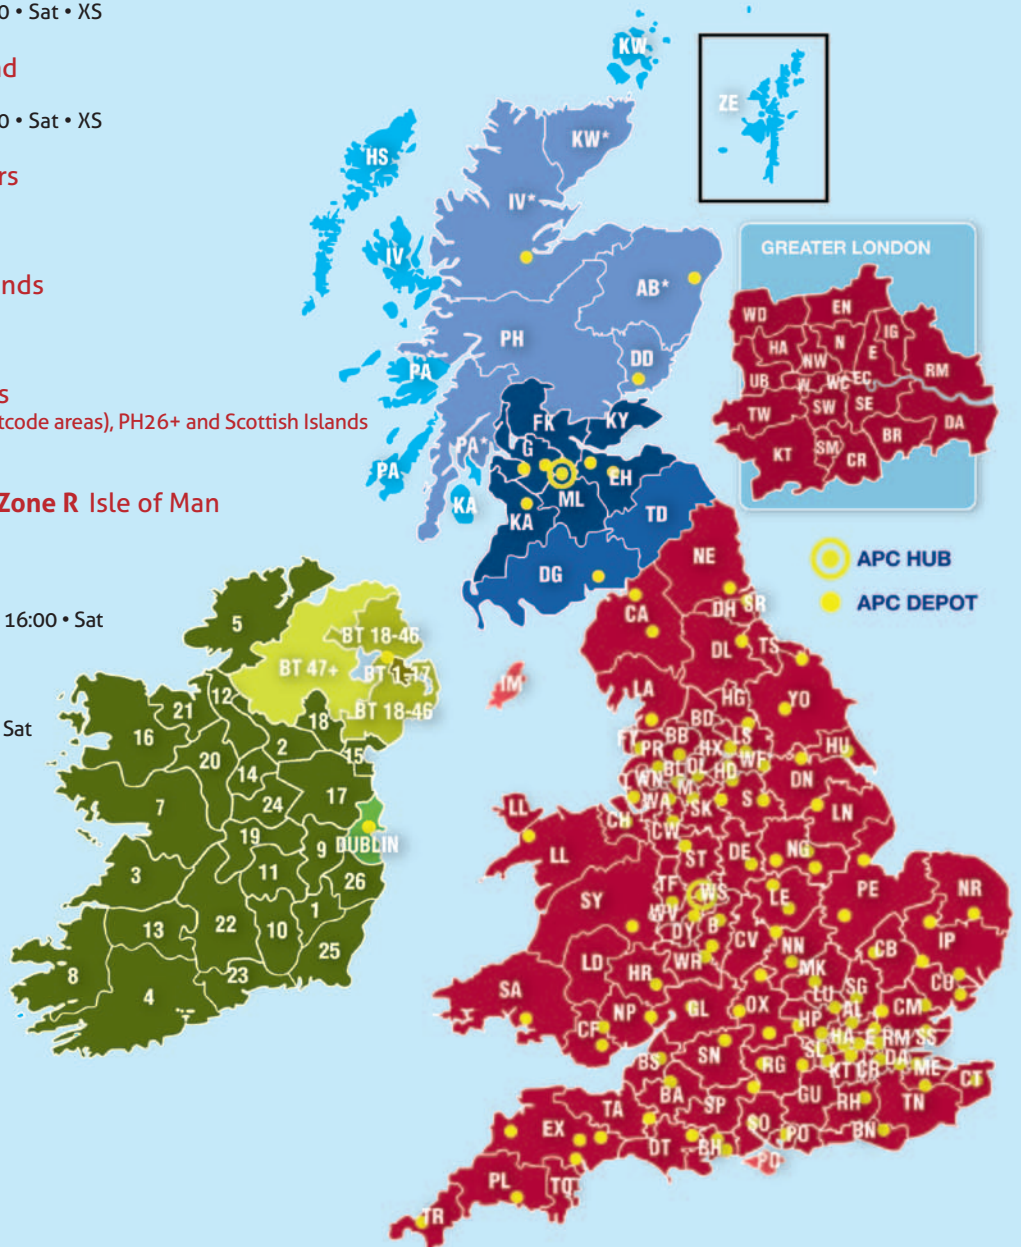 0 • Sat • XS
nd
0 • Sat • XS
rs
nds
s
tcode areas), PH26+ and Scottish Islands
Zone R Isle of Man
16:00 • Sat
Sat
KW
ZE
HS
KW*
IV*
IV
AB*
PH
DD
PA
FK
KY
G
PA*
PA
EH
ML
KA
KA
TD
DG
GREATER LONDON
WD
EN
IG
HA
N
NW
E
RM
UB
W
WC
EC
TW
SW
SE
DA
KT
SM
CR
BR
APC HUB
APC DEPOT
5
BT 18-46
BT 47+
BT 1-17
BT 18-46
12
21
18
16
2
15
20
14
7
24
17
19
DUBLIN
9
3
11
26
1
13
22
10
25
8
23
4
NE
CA
DH
SR
DL
TS
IM
LA
HG
YO
BD
FY
PR
BB
HX
LS
WF
HU
L
WN
BL
OL
HD
DN
WA
M
SK
S
LN
LL
CH
CW
LL
ST
DE
NG
TF
WS
SY
WV
LE
PE
NR
DY
B
CV
NN
CB
IP
LD
HR
WR
MK
SA
NP
GL
OX
LU
SG
CO
CF
HP
AL
CM
HA
E
RM
SS
BS
SN
RG
SL
KT
CR
DA
ME
CT
BA
SP
GU
RH
TN
TA
EX
SO
PO
BN
DT
BH
PO
PL
TQ
TR